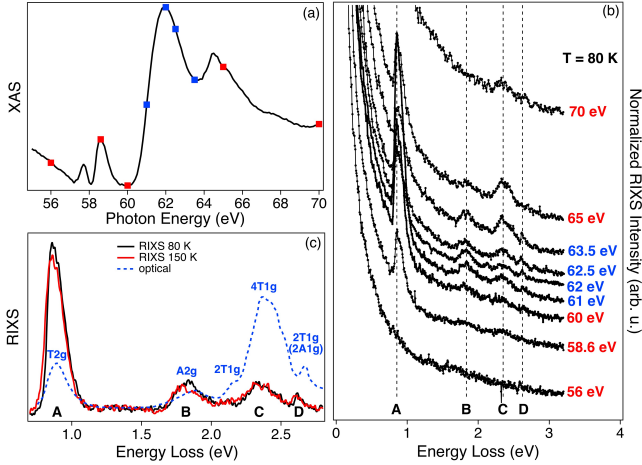 (a)
XAS
56 58 60 62 64 66 68 70
Photon Energy (eV)
(b)
T = 80 K
70 eV
65 eV
63.5 eV
62.5 eV
62 eV
61 eV
60 eV
58.6 eV
56 eV
A B C D
0 1 2 3 4
Energy Loss (eV)
Normalized RIXS Intensity (arb. u.)
(c)
RIXS 80 K
RIXS 150 K
optical
4T1g
2T1g
(2A1g)
T2g
A2g
2T1g
RIXS
A B C D
1.0 1.5 2.0 2.5
Energy Loss (eV)